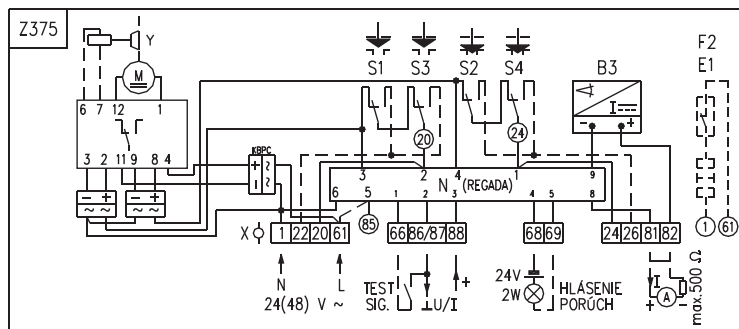 Z375
Y
M
6 7 12 1
3 2 11 9 8 4
− +
~
− +
~
KBPC
+ ~
− ~
S1 S3 S2 S4
20
24
B3
I
− +
F2
E1
3 2 4 1 9
N (REGADA)
6 5 1 2 3 4 5 8
85
X 1 22 20 61
66 86/87 88
68 69
24 26 81 82
1 61
N L
24(48) V ~
TEST
SIG.
⊥U/I
+
24V
2W
HLÁSENIE
PORÚCH
I
A
+ −
max.500 Ω